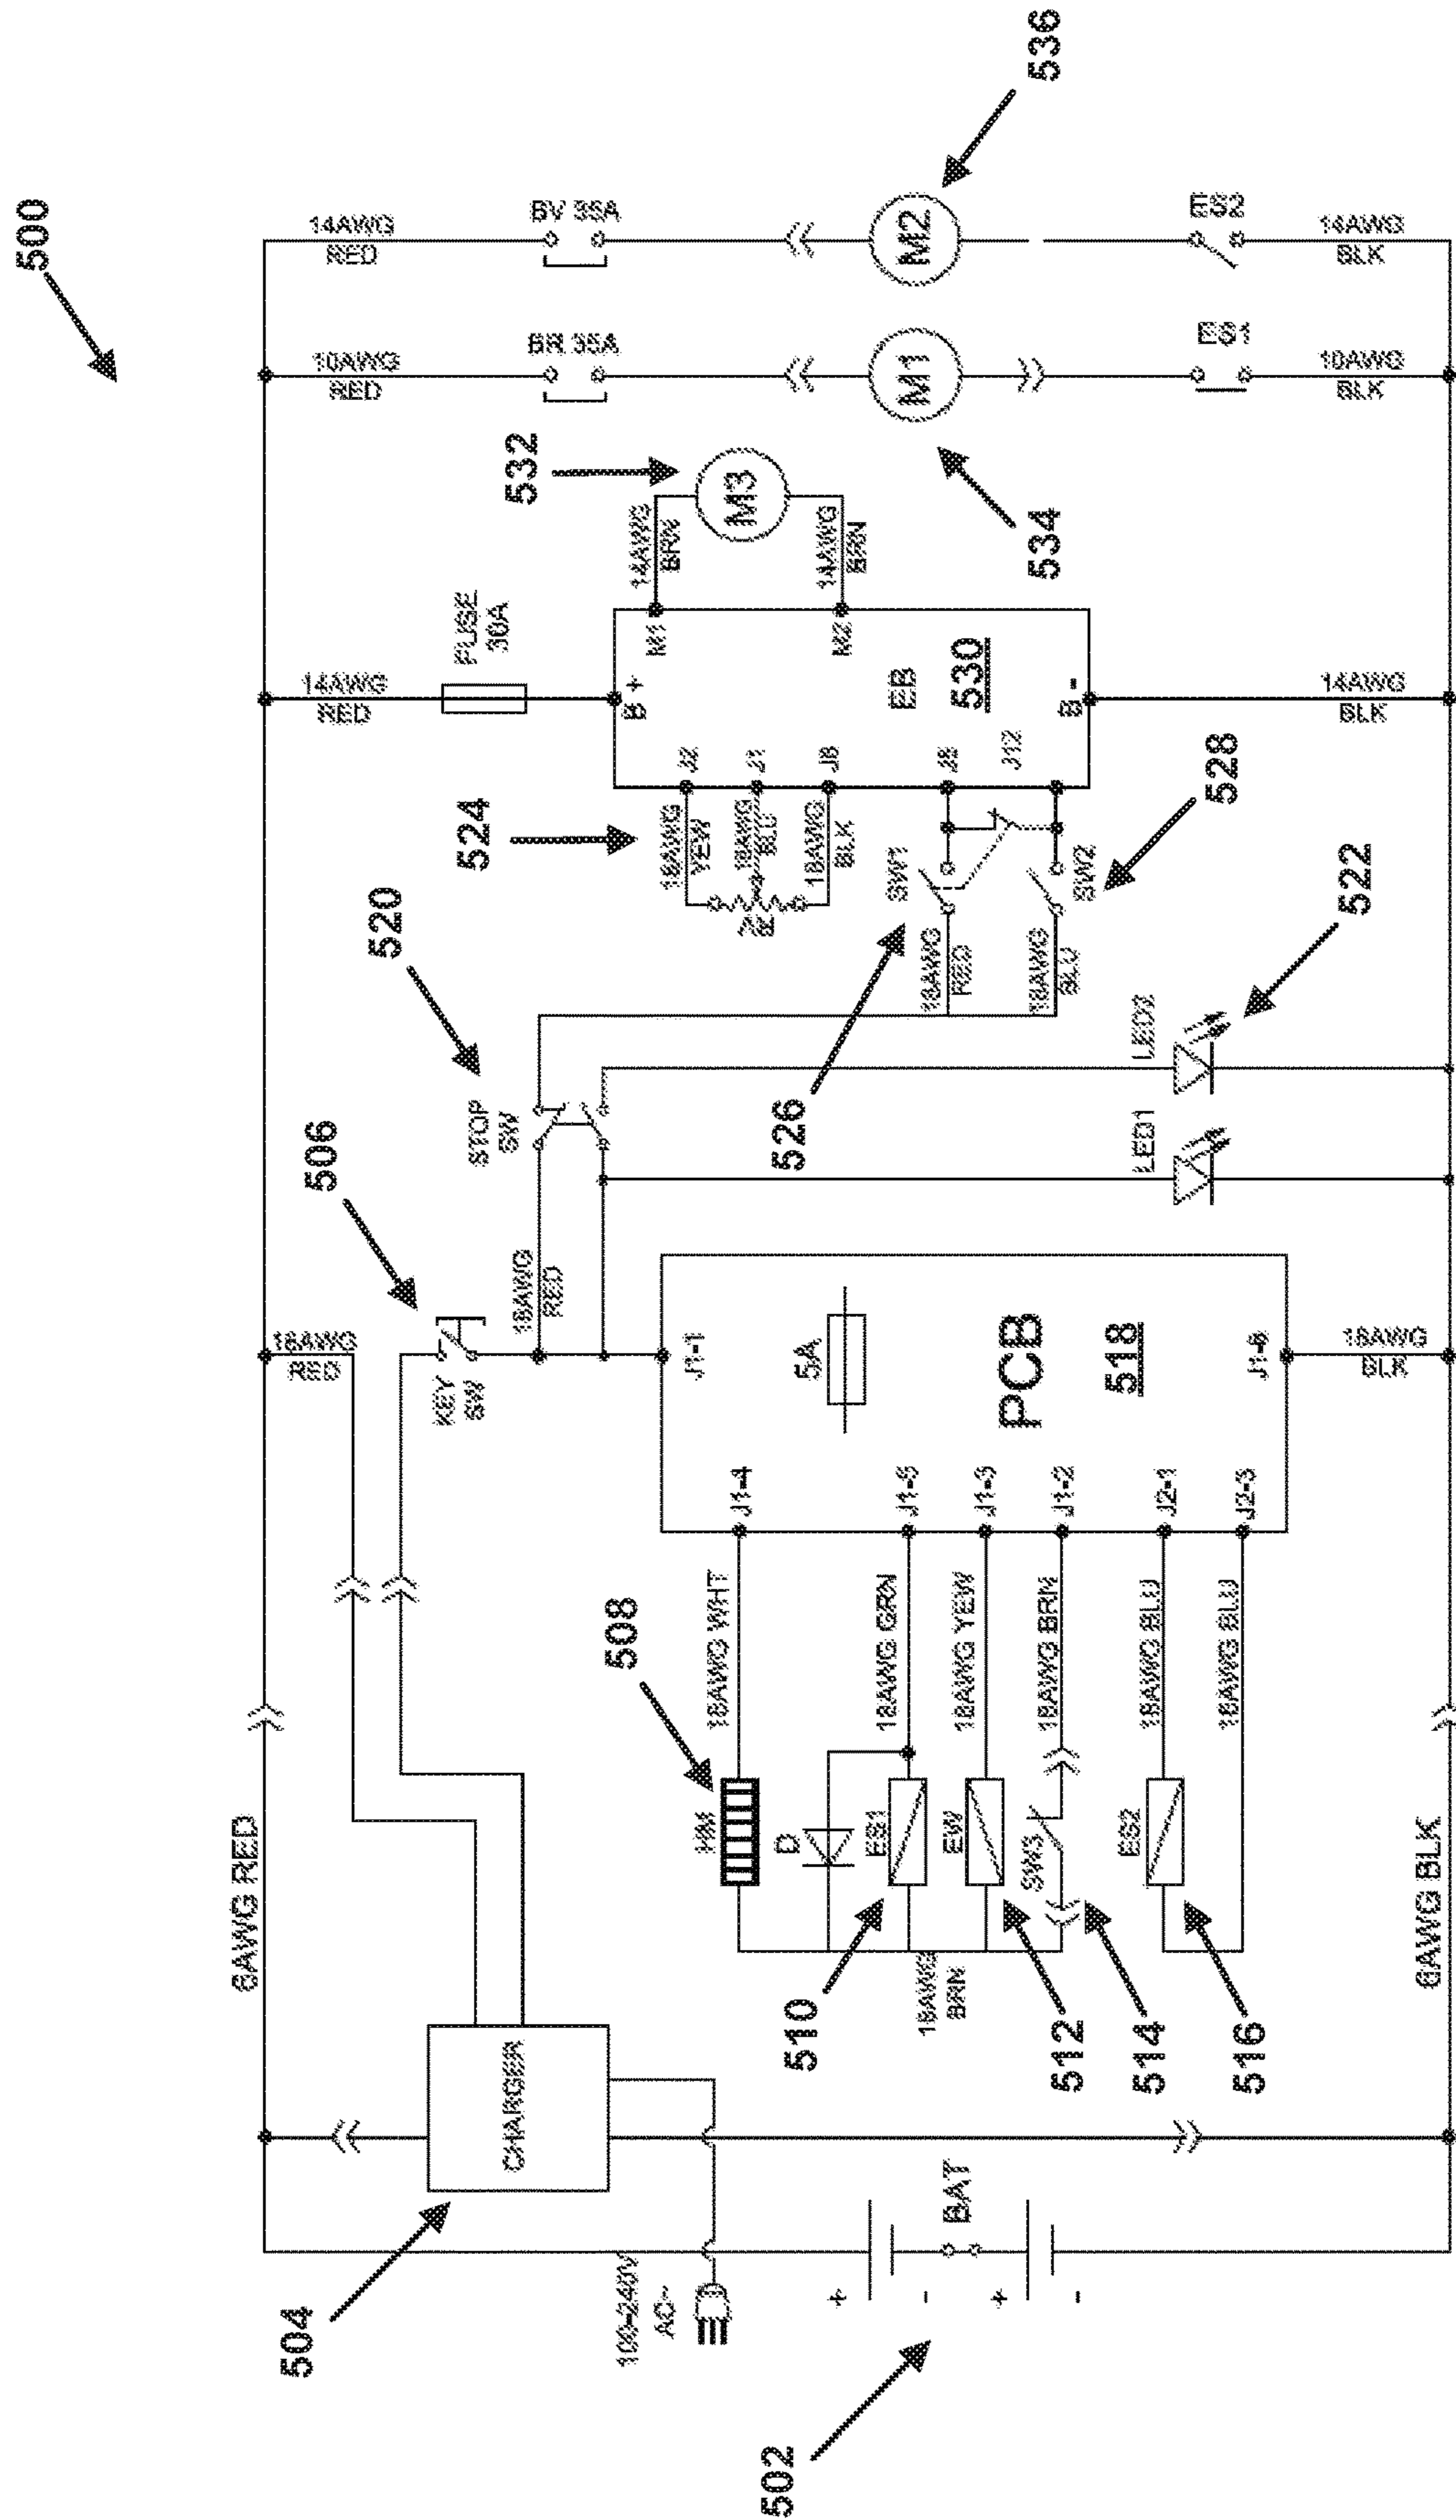 500
536
14AWG
RED
BV 35A
M2
ES2
14AWG
BLK
10AWG
RED
BR 35A
M1
ES1
10AWG
BLK
534
532
M3
14AWG
BRN
14AWG
BRN
14AWG
RED
FUSE
30A
B +
M1
M2
EB
530
B -
J2
J1
J12
14AWG
BLK
524
18AWG
YEW
18AWG
BLU
18AWG
BLK
SW1
SW2
528
526
18AWG
RED
18AWG
BLU
520
STOP
SW
LED2
522
LED1
506
KEY
SW
18AWG
RED
18AWG
RED
J1-1
5A
PCB
518
J1-6
18AWG
BLK
J1-4
J1-5
J1-3
J1-2
J2-1
J2-3
18AWG WHT
18AWG GRN
18AWG YEW
18AWG BRN
18AWG BLU
18AWG BLU
508
HM
D
ES1
EW
SW3
ES2
18AWG
BRN
510
512
514
516
6AWG RED
6AWG BLK
CHARGER
504
100-240V
AC~
+
-
BAT
+
-
502